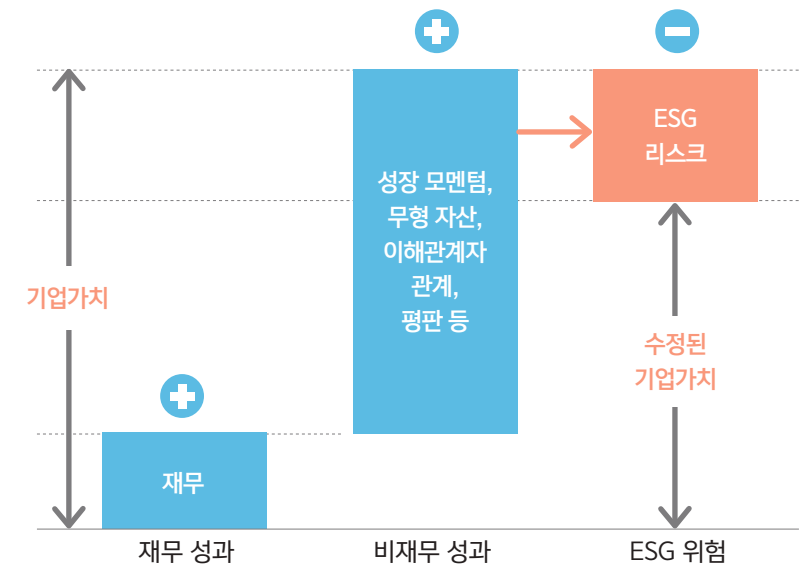 ESG
리스크
성장 모멘텀,
무형 자산,
이해관계자
관계,
평판 등
기업가치
수정된
기업가치
재무
재무 성과
비재무 성과
ESG 위험